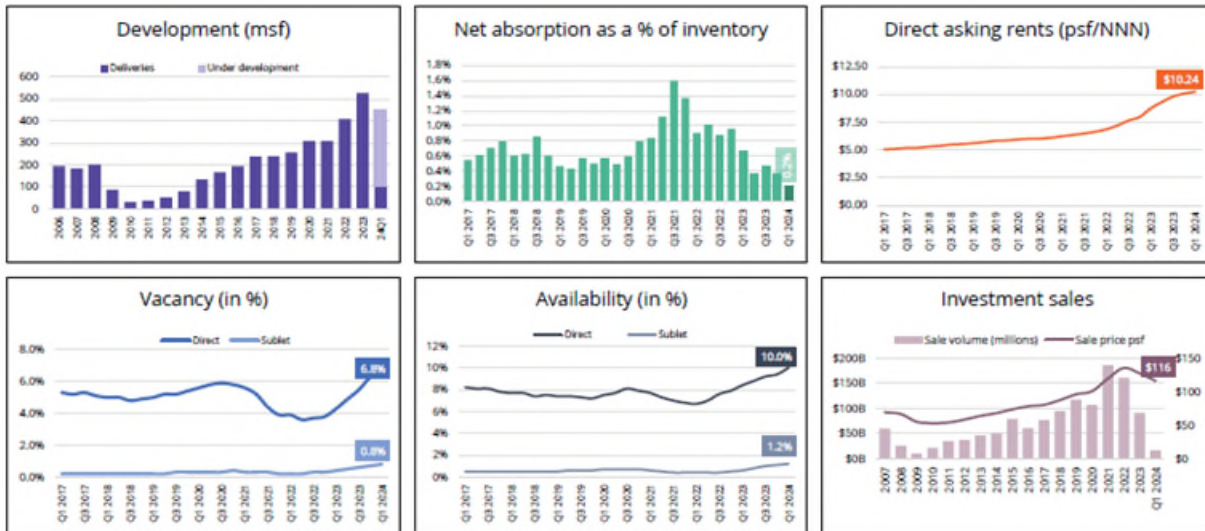 Development (msf)
Deliveries
Under development
600
500
400
300
200
100
0
2006
2007
2008
2009
2010
2011
2012
2013
2014
2015
2016
2017
2018
2019
2020
2021
2022
2023
24Q1
Net absorption as a % of inventory
1.8%
1.6%
1.4%
1.2%
1.0%
0.8%
0.6%
0.4%
0.2%
0.0%
0.2%
Q1 2017
Q3 2017
Q1 2018
Q3 2018
Q1 2019
Q3 2019
Q1 2020
Q3 2020
Q1 2021
Q3 2021
Q1 2022
Q3 2022
Q1 2023
Q3 2023
Q1 2024
Direct asking rents (psf/NNN)
$12.50
$10.00
$7.50
$5.00
$2.50
$0.00
$10.24
Q1 2017
Q3 2017
Q1 2018
Q3 2018
Q1 2019
Q3 2019
Q1 2020
Q3 2020
Q1 2021
Q3 2021
Q1 2022
Q3 2022
Q1 2023
Q3 2023
Q1 2024
Vacancy (in %)
Direct
Sublet
8.0%
6.0%
4.0%
2.0%
0.0%
6.8%
0.8%
Q1 2017
Q3 2017
Q1 2018
Q3 2018
Q1 2019
Q3 2019
Q1 2020
Q3 2020
Q1 2021
Q3 2021
Q1 2022
Q3 2022
Q1 2023
Q3 2023
Q1 2024
Availability (in %)
Direct
Sublet
12%
10%
8%
6%
4%
2%
0%
10.0%
1.2%
Q1 2017
Q3 2017
Q1 2018
Q3 2018
Q1 2019
Q3 2019
Q1 2020
Q3 2020
Q1 2021
Q3 2021
Q1 2022
Q3 2022
Q1 2023
Q3 2023
Q1 2024
Investment sales
Sale volume (millions)
Sale price psf
$200B
$150B
$100B
$50B
$0B
$150
$100
$50
$0
$116
2007
2008
2009
2010
2011
2012
2013
2014
2015
2016
2017
2018
2019
2020
2021
2022
2023
Q1 2024